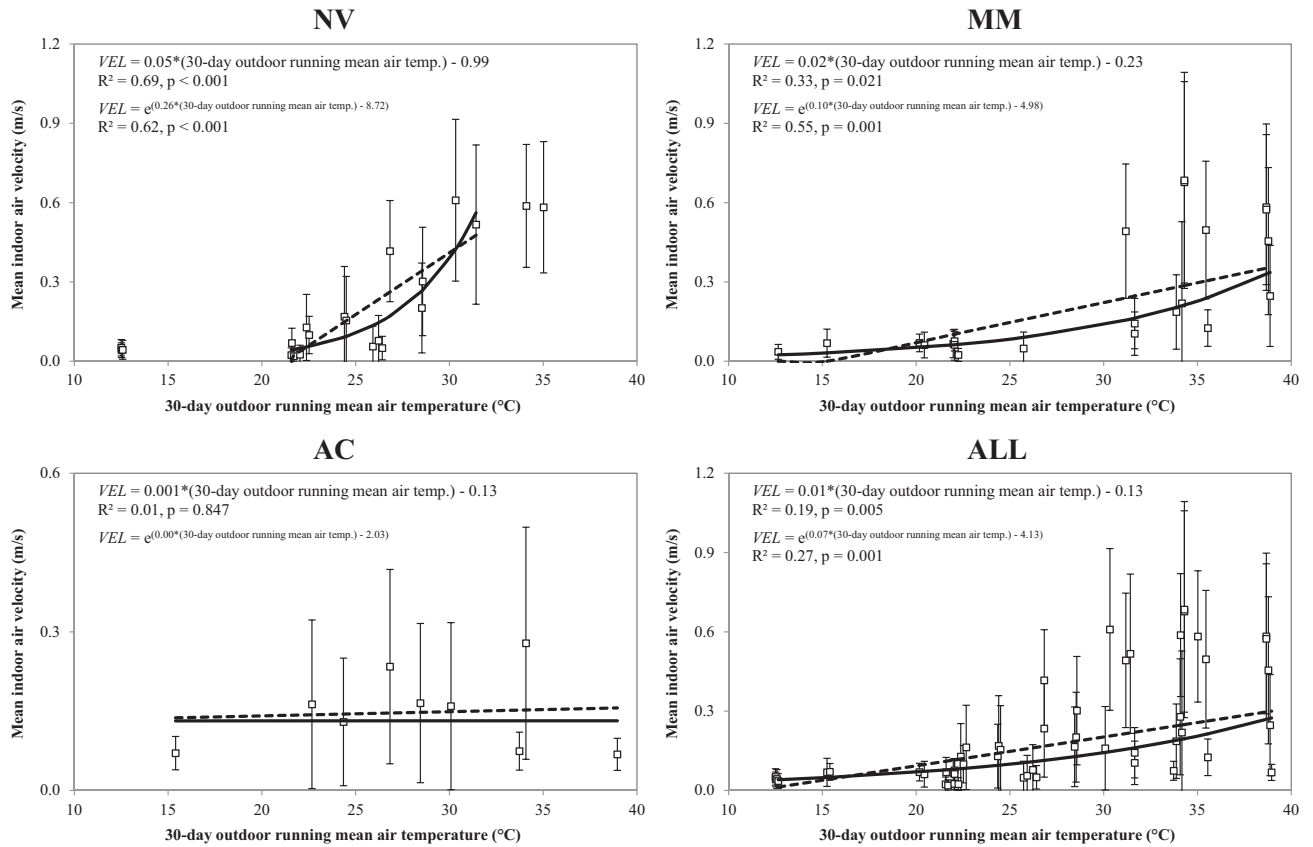 NV
VEL = 0.05*(30-day outdoor running mean air temp.) - 0.99
R² = 0.69, p < 0.001
VEL = e^(0.26*(30-day outdoor running mean air temp.) - 8.72)
R² = 0.62, p < 0.001
Mean indoor air velocity (m/s)
1.2
0.9
0.6
0.3
0.0
10 15 20 25 30 35 40
30-day outdoor running mean air temperature (°C)
MM
VEL = 0.02*(30-day outdoor running mean air temp.) - 0.23
R² = 0.33, p = 0.021
VEL = e^(0.10*(30-day outdoor running mean air temp.) - 4.98)
R² = 0.55, p = 0.001
Mean indoor air velocity (m/s)
1.2
0.9
0.6
0.3
0.0
10 15 20 25 30 35 40
30-day outdoor running mean air temperature (°C)
AC
VEL = 0.001*(30-day outdoor running mean air temp.) - 0.13
R² = 0.01, p = 0.847
VEL = e^(0.00*(30-day outdoor running mean air temp.) - 2.03)
Mean indoor air velocity (m/s)
0.6
0.3
0.0
10 15 20 25 30 35 40
30-day outdoor running mean air temperature (°C)
ALL
VEL = 0.01*(30-day outdoor running mean air temp.) - 0.13
R² = 0.19, p = 0.005
VEL = e^(0.07*(30-day outdoor running mean air temp.) - 4.13)
R² = 0.27, p = 0.001
Mean indoor air velocity (m/s)
1.2
0.9
0.6
0.3
0.0
10 15 20 25 30 35 40
30-day outdoor running mean air temperature (°C)